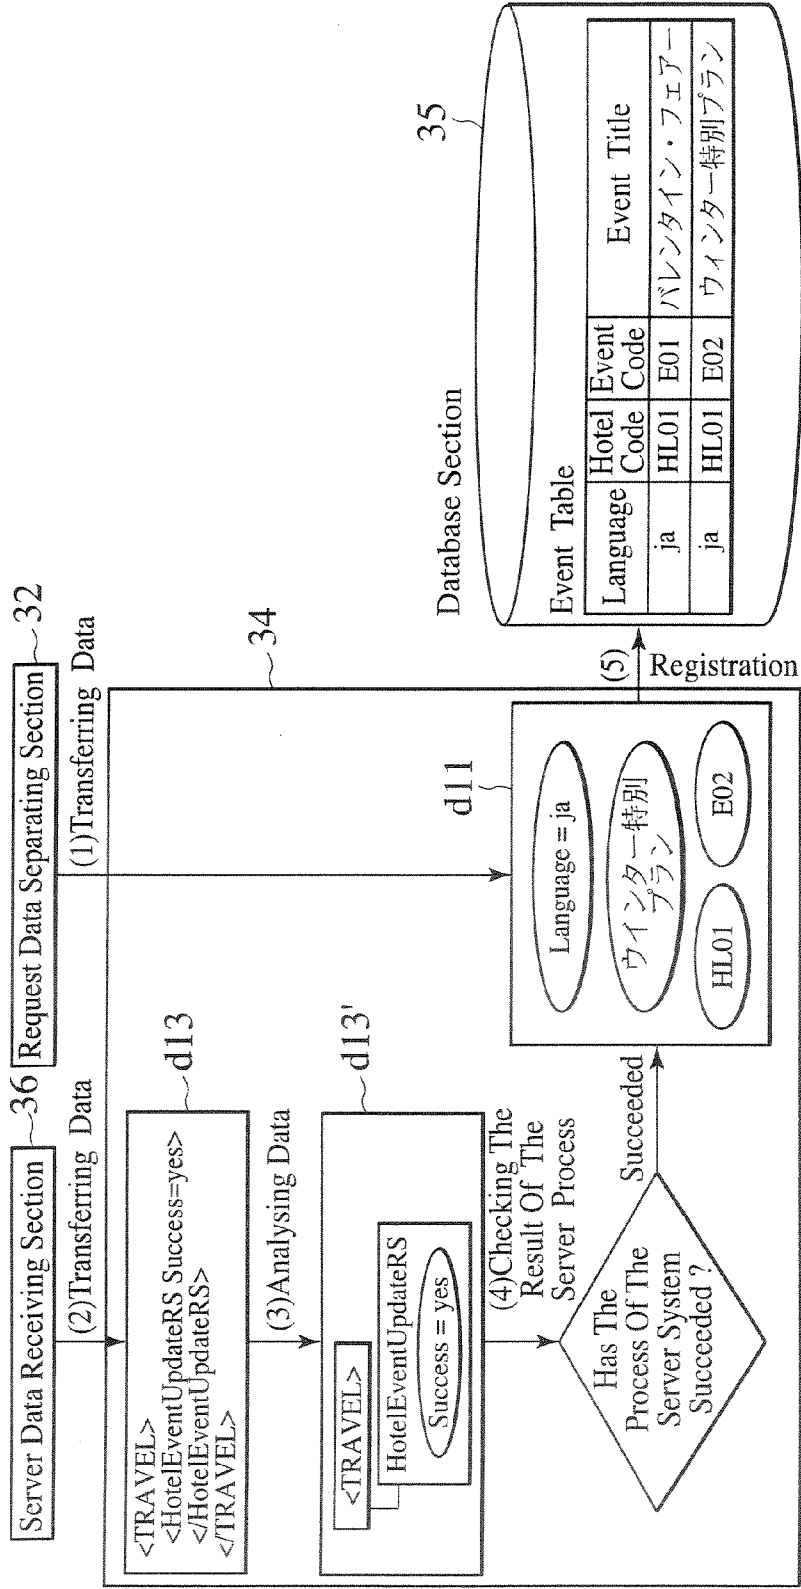 Server Data Receiving Section
36
Request Data Separating Section
32
(2)Transferring Data
(1)Transferring Data
34
d13
<TRAVEL>
<HotelEventUpdateRS Success=yes>
</HotelEventUpdateRS>
</TRAVEL>
(3)Analysing Data
d13'
<TRAVEL>
HotelEventUpdateRS
Success = yes
(4)Checking The
Result Of The
Server Process
Has The
Process Of The
Server System
Succeeded ?
Succeeded
d11
Language = ja
ウインター特別
プラン
HL01
E02
(5)
Registration
Database Section
35
Event Table
Language Hotel Code Event Code Event Title
ja HL01 E01 バレンタイン・フェアー
ja HL01 E02 ウィンター特別プラン